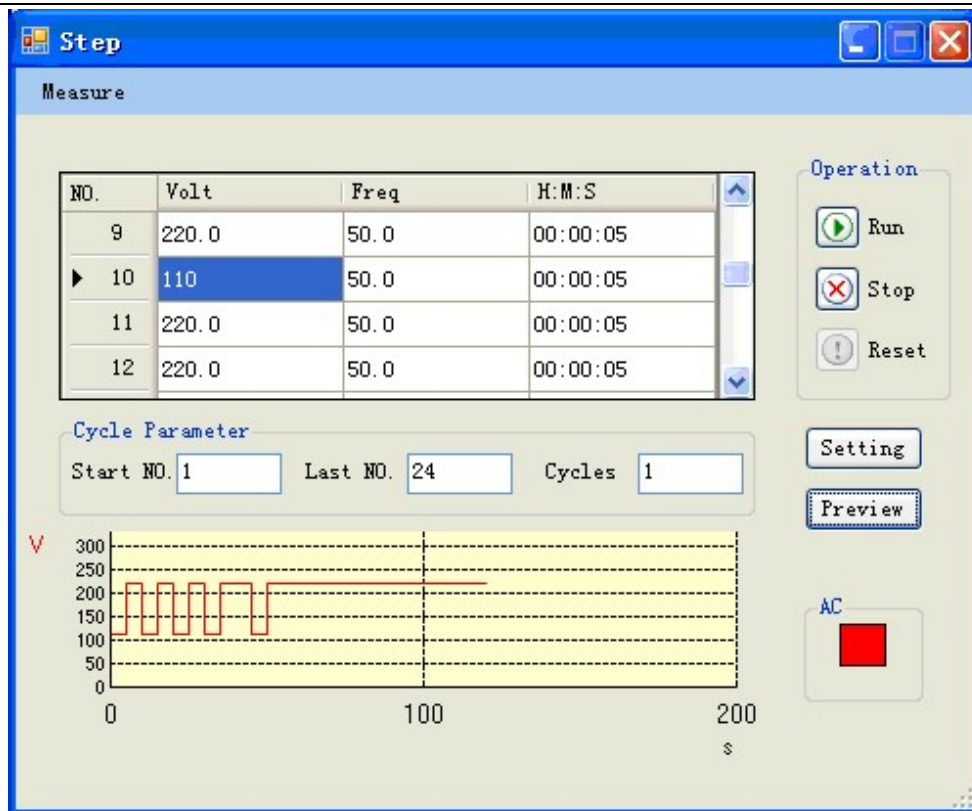 Step
Measure
NO. Volt Freq H:M:S
9 220.0 50.0 00:00:05
10 110 50.0 00:00:05
11 220.0 50.0 00:00:05
12 220.0 50.0 00:00:05
Operation
Run
Stop
Reset
Cycle Parameter
Start NO. 1 Last NO. 24 Cycles 1
Setting
Preview
V
300
250
200
150
100
50
0
0 100 200
s
AC